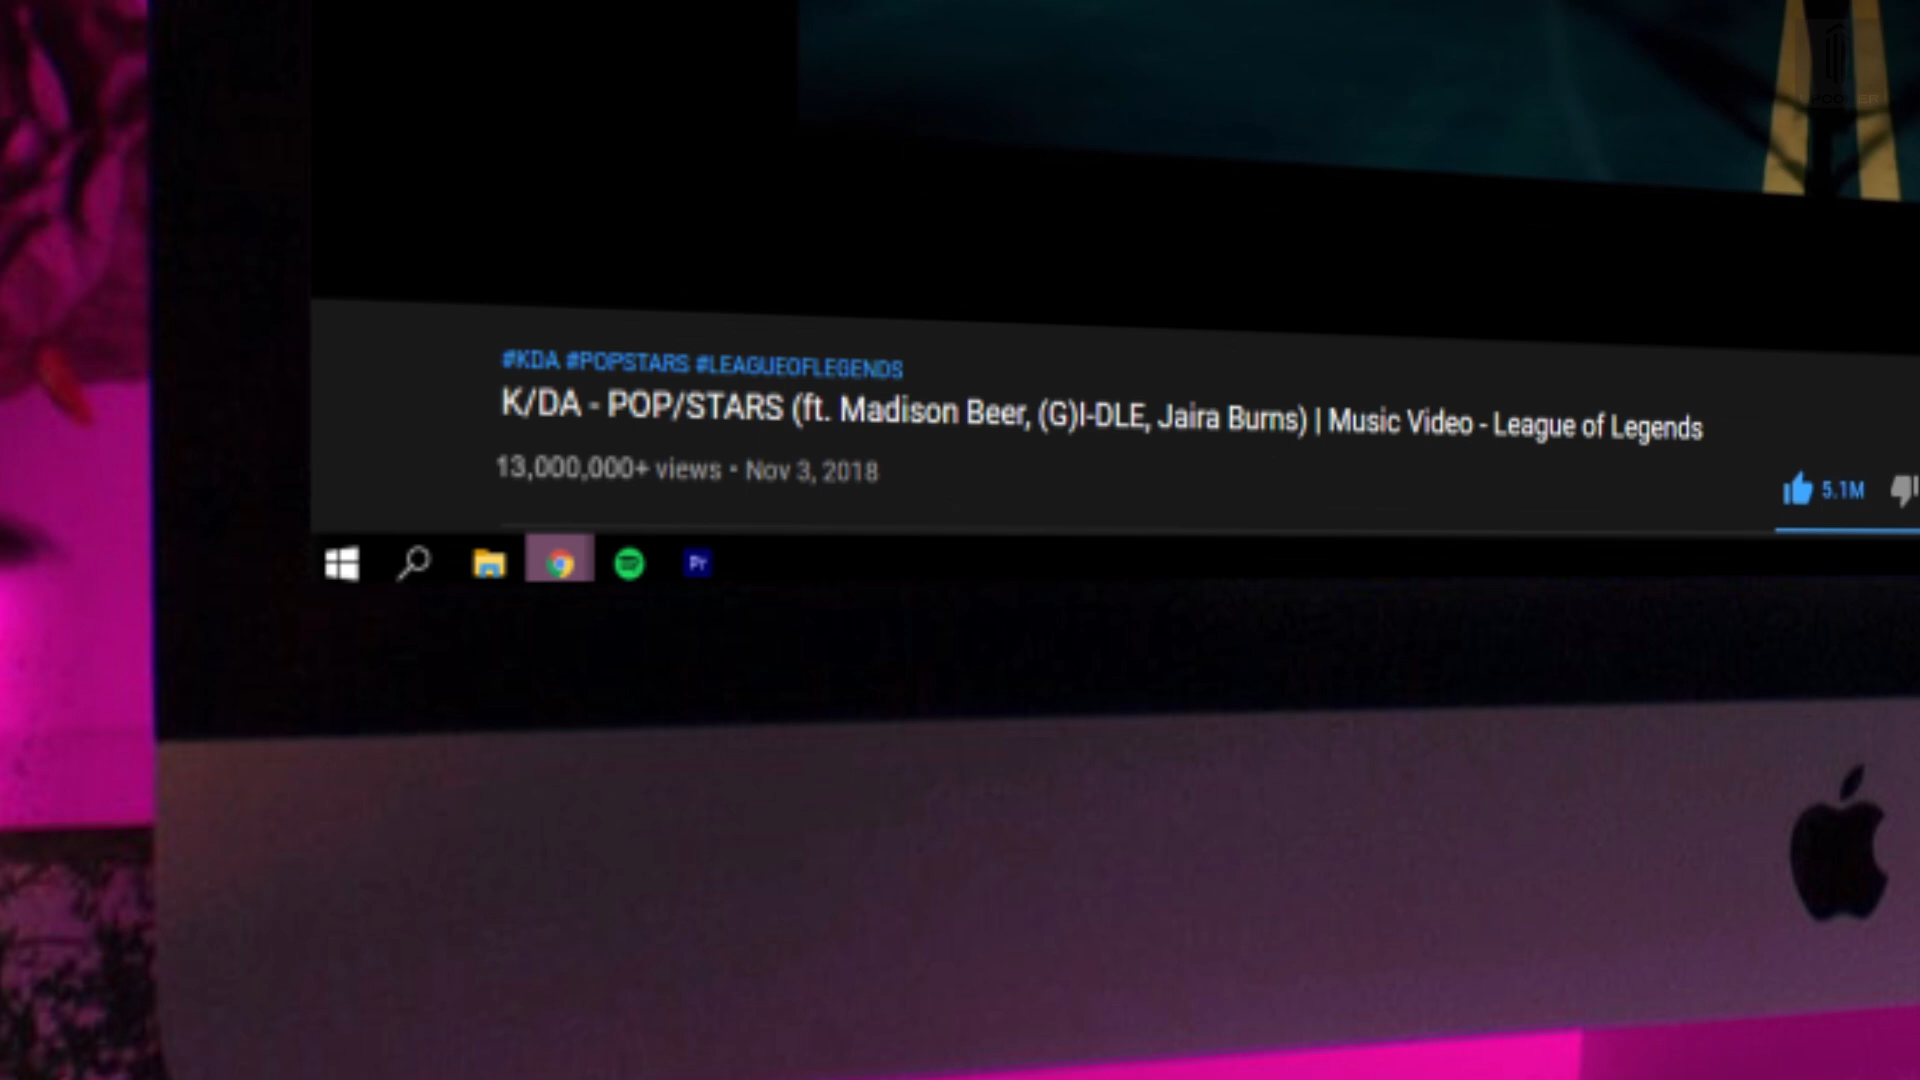 #KDA #POPSTARS #LEAGUEOFLEGENDS
K/DA - POP/STARS (ft. Madison Beer, (G)I-DLE, Jaira Burns) | Music Video - League of Legends
13,000,000+ views • Nov 3, 2018
5.1M
Pr